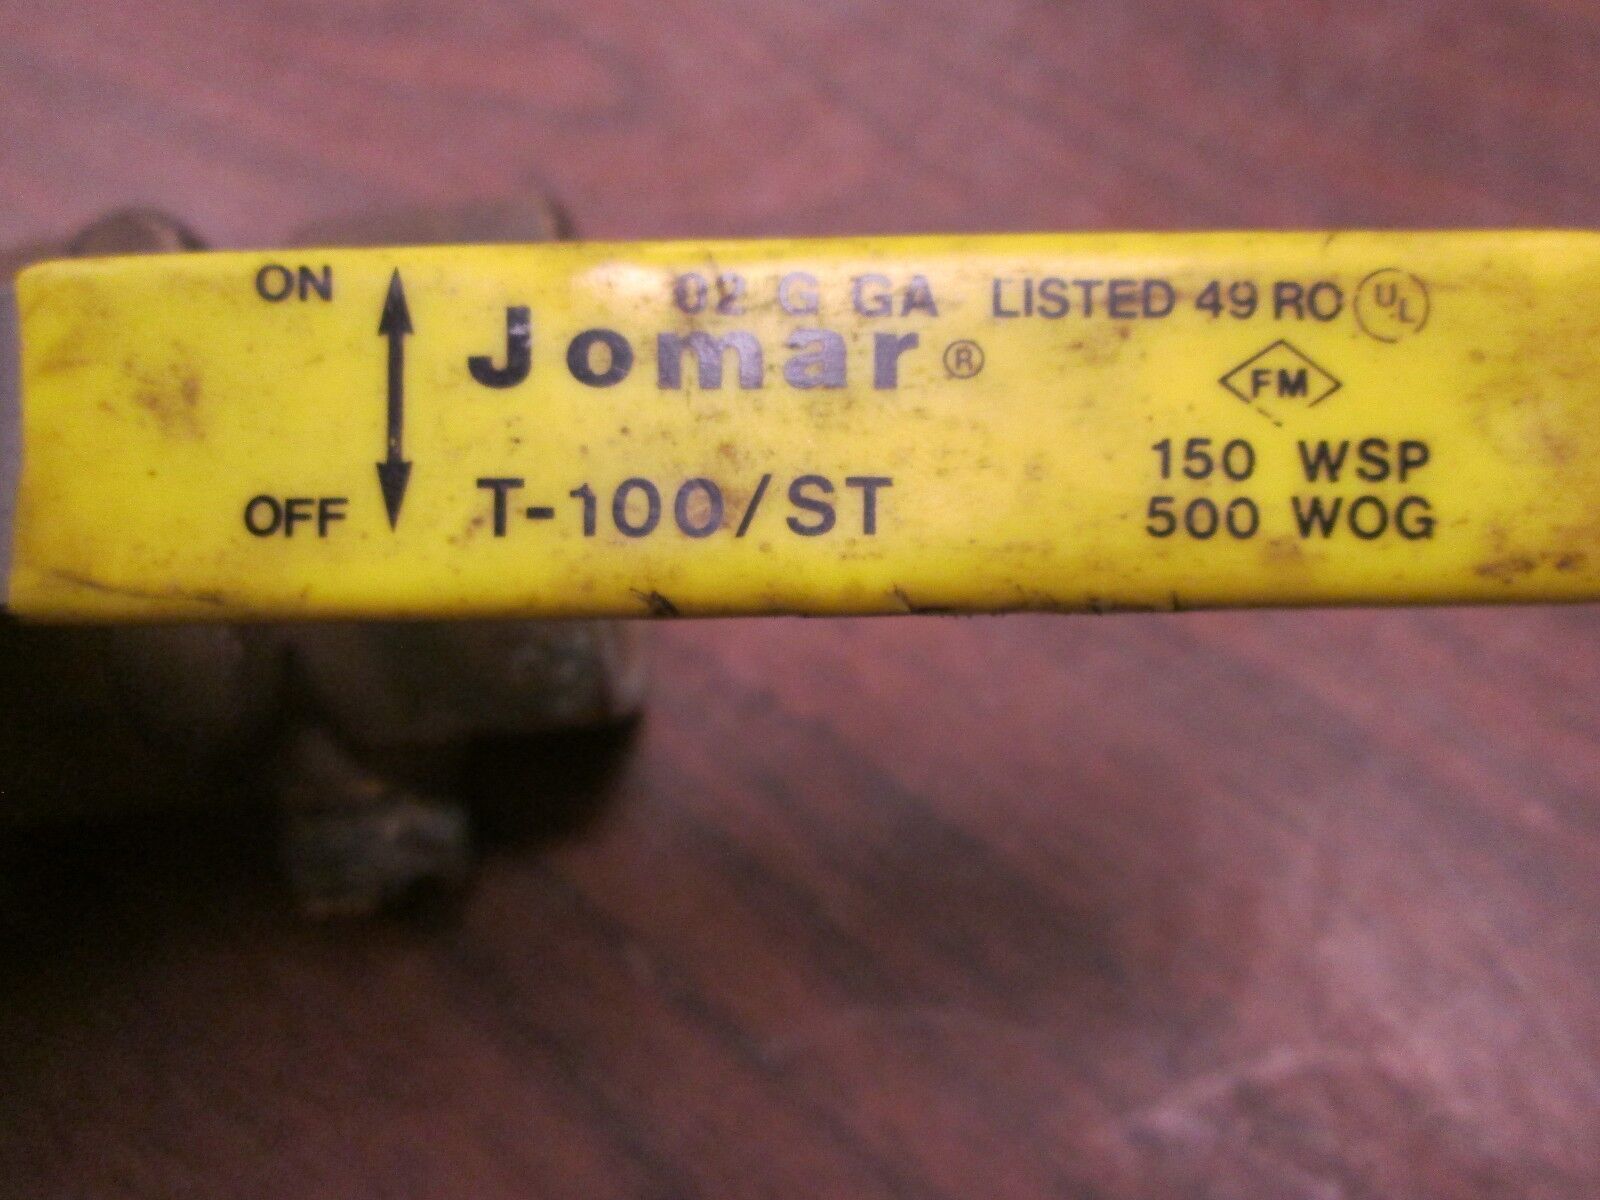 ON
OFF
02 G GA LISTED 49 RO UL
Jomar ®
FM
T-100/ST
150 WSP
500 WOG